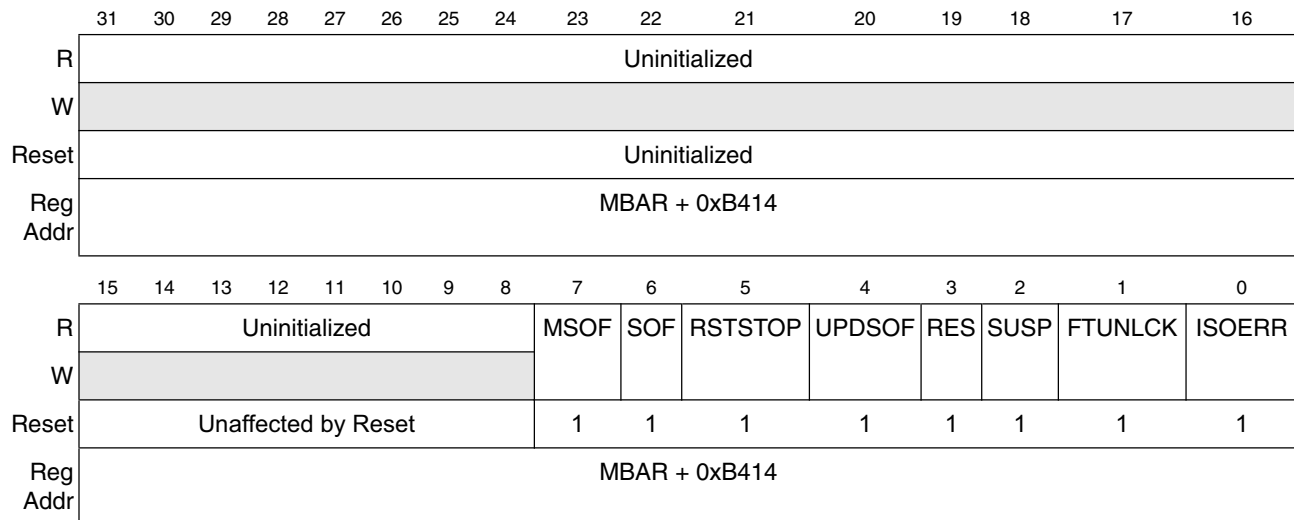 31 30 29 28 27 26 25 24 23 22 21 20 19 18 17 16
R Uninitialized
W
Reset Uninitialized
Reg MBAR + 0xB414
Addr
15 14 13 12 11 10 9 8 7 6 5 4 3 2 1 0
R Uninitialized MSOF SOF RSTSTOP UPDSOF RES SUSP FTUNLCK ISOERR
W
Reset Unaffected by Reset 1 1 1 1 1 1 1 1
Reg MBAR + 0xB414
Addr